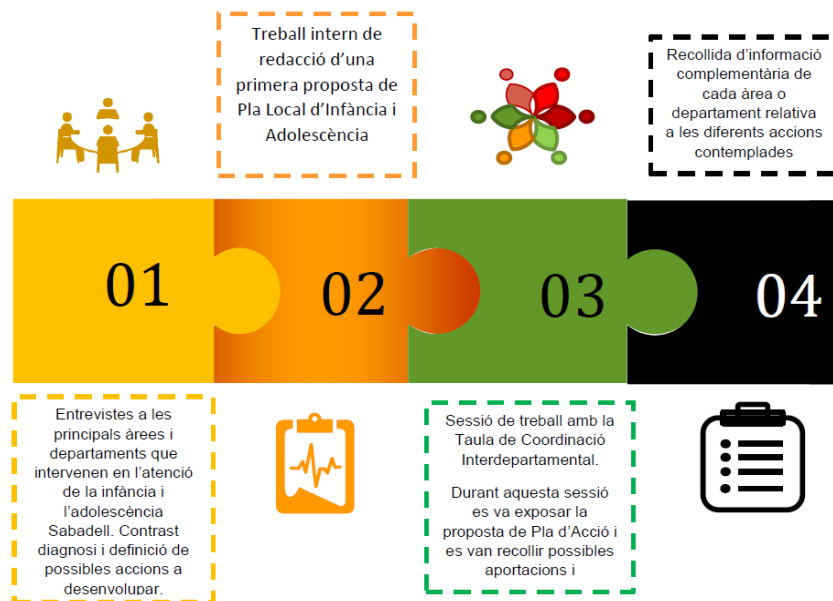 Treball intern de
redacció d’una
primera proposta de
Pla Local d’Infància i
Adolescència
Recollida d’informació
complementària de
cada àrea o
departament relativa
a les diferents accions
contemplades
01
02
03
04
Entrevistes a les
principals àrees i
departaments que
intervenen en l’atenció
de la infància i
l’adolescència
Sabadell. Contrast
diagnosi i definició de
possibles accions a
desenvolupar.
Sessió de treball amb la
Taula de Coordinació
Interdepartamental.
Durant aquesta sessió
es va exposar la
proposta de Pla d’Acció i
es van recollir possibles
aportacions i